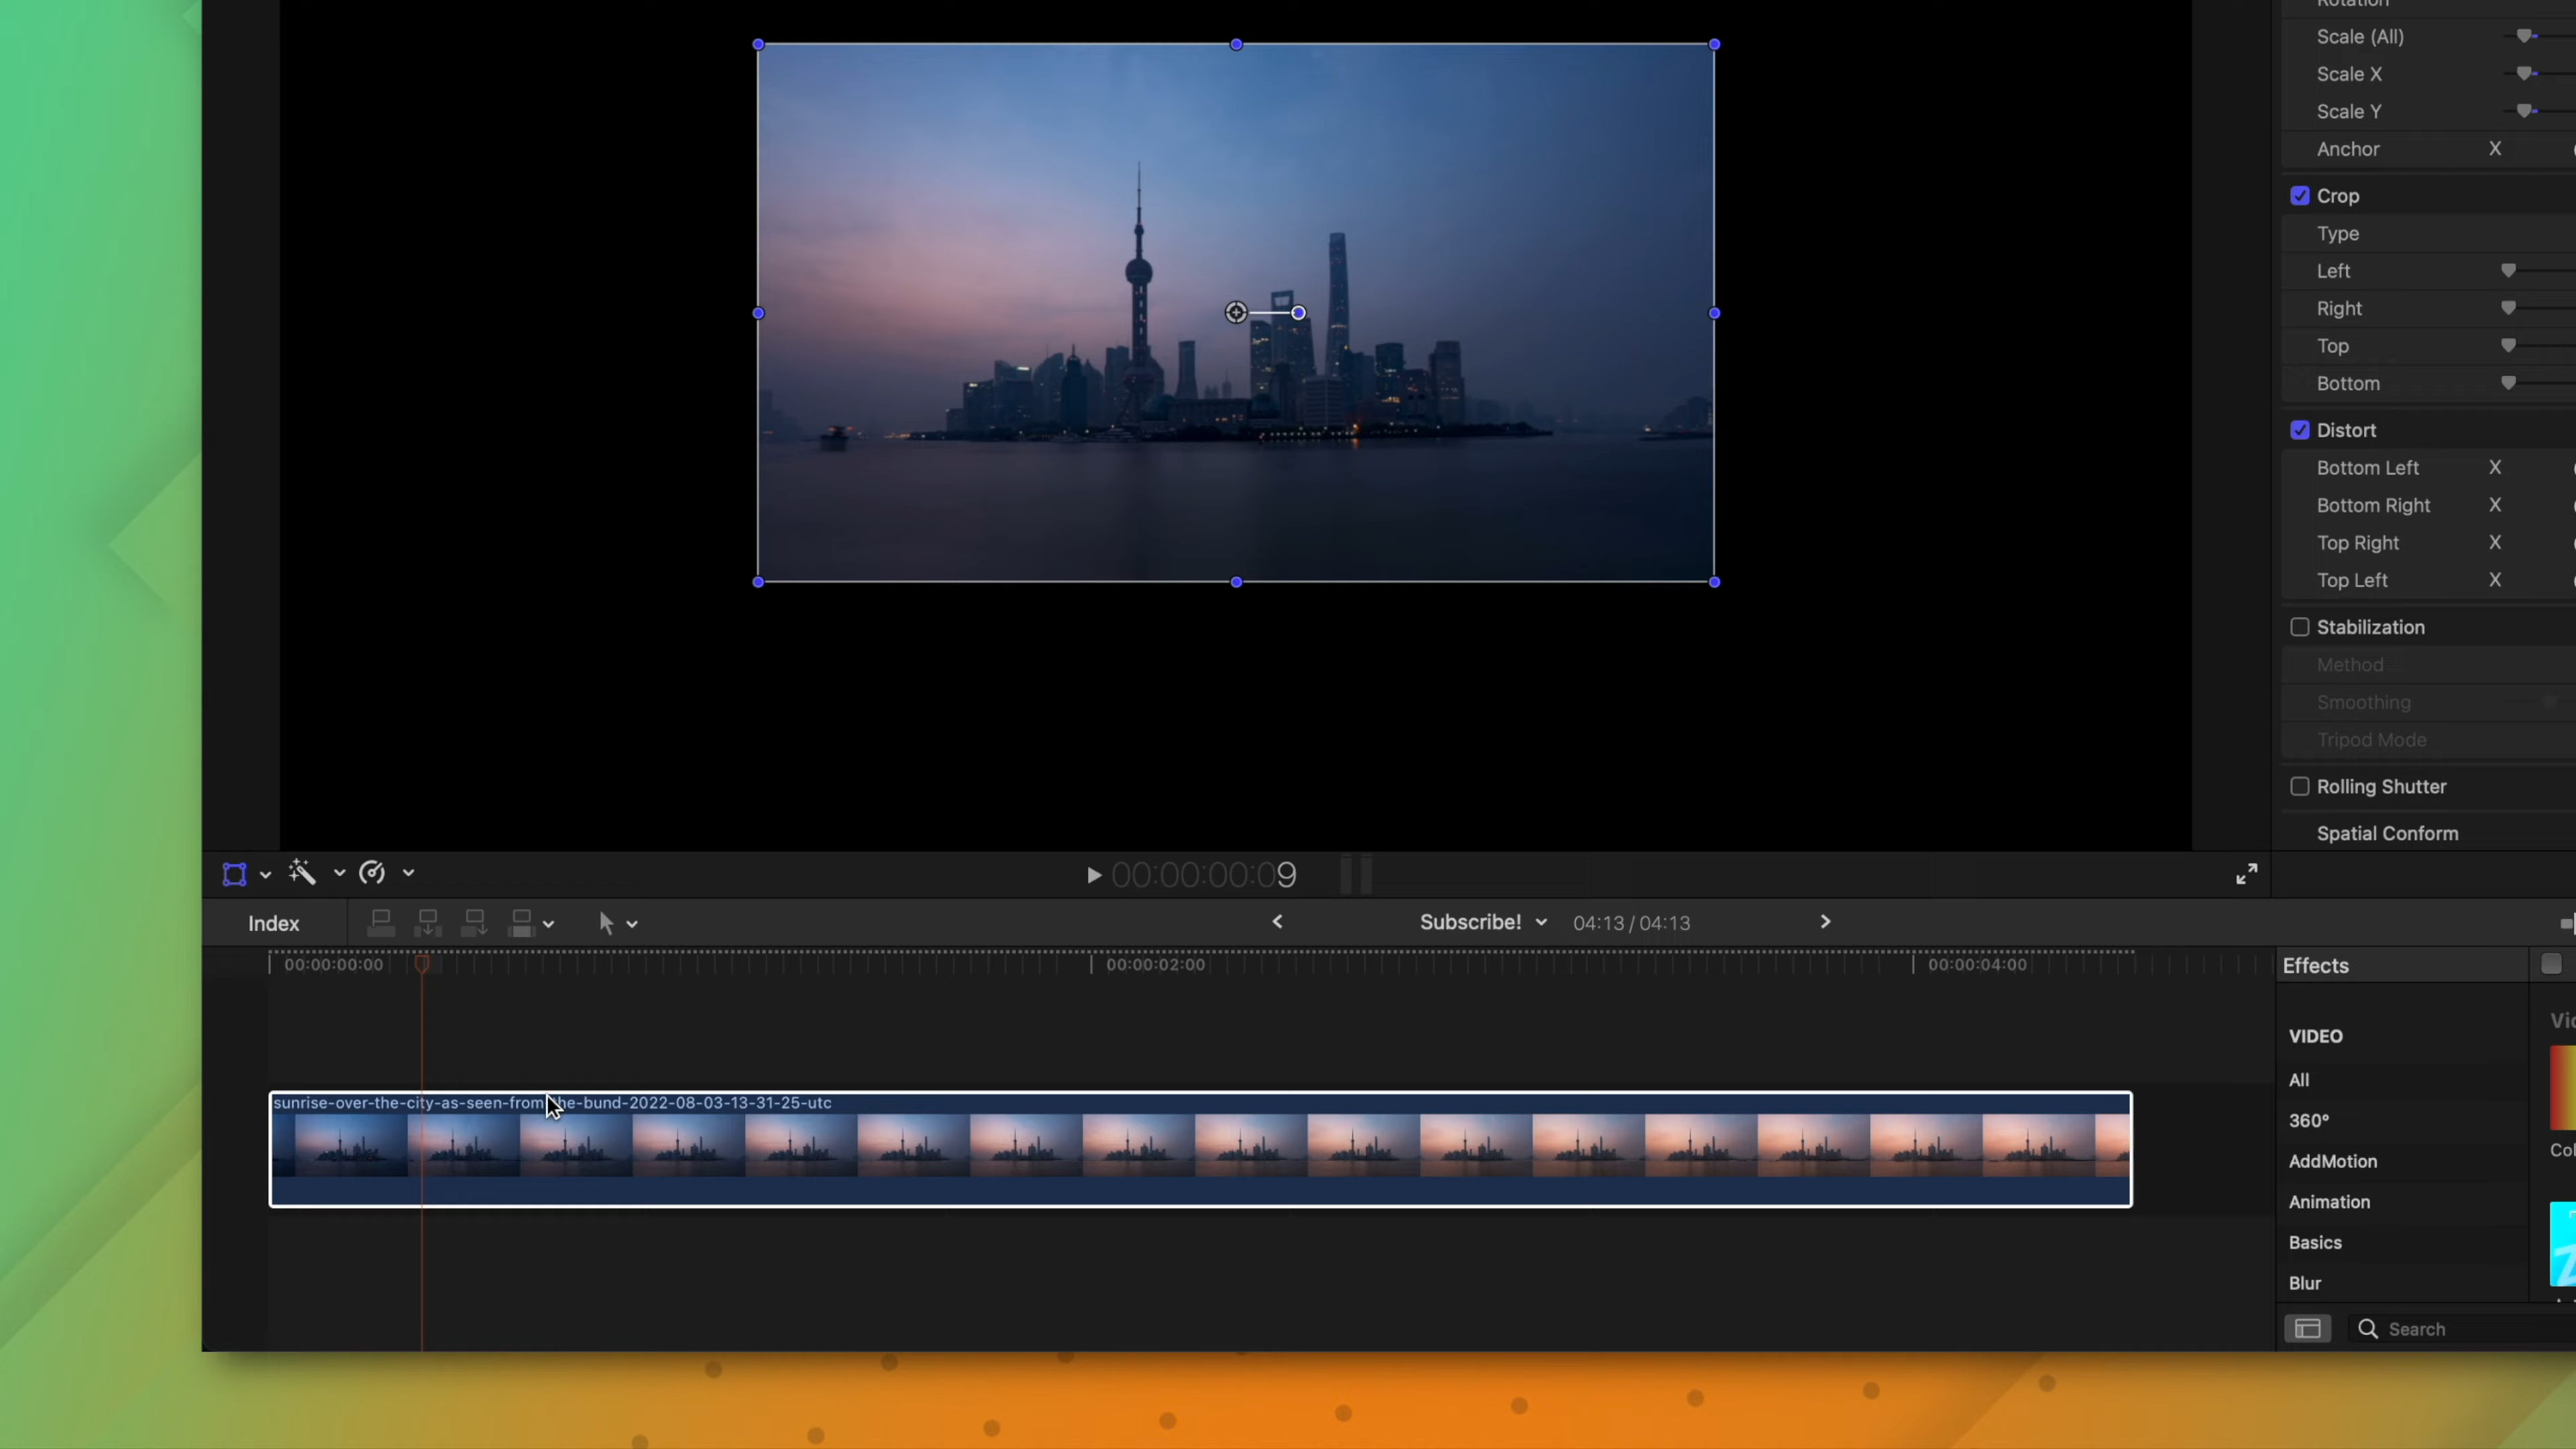 Rotation
Scale (All)
Scale X
Scale Y
Anchor X
Crop
Type
Left
Right
Top
Bottom
Distort
Bottom Left X
Bottom Right X
Top Right X
Top Left X
Stabilization
Method
Smoothing
Tripod Mode
Rolling Shutter
Spatial Conform
00:00:00:09
Index
Subscribe! 04:13 / 04:13
00:00:00:00 00:00:02:00 00:00:04:00
Effects
sunrise-over-the-city-as-seen-from-the-bund-2022-08-03-13-31-25-utc
VIDEO
All
360°
AddMotion
Animation
Basics
Blur
Search